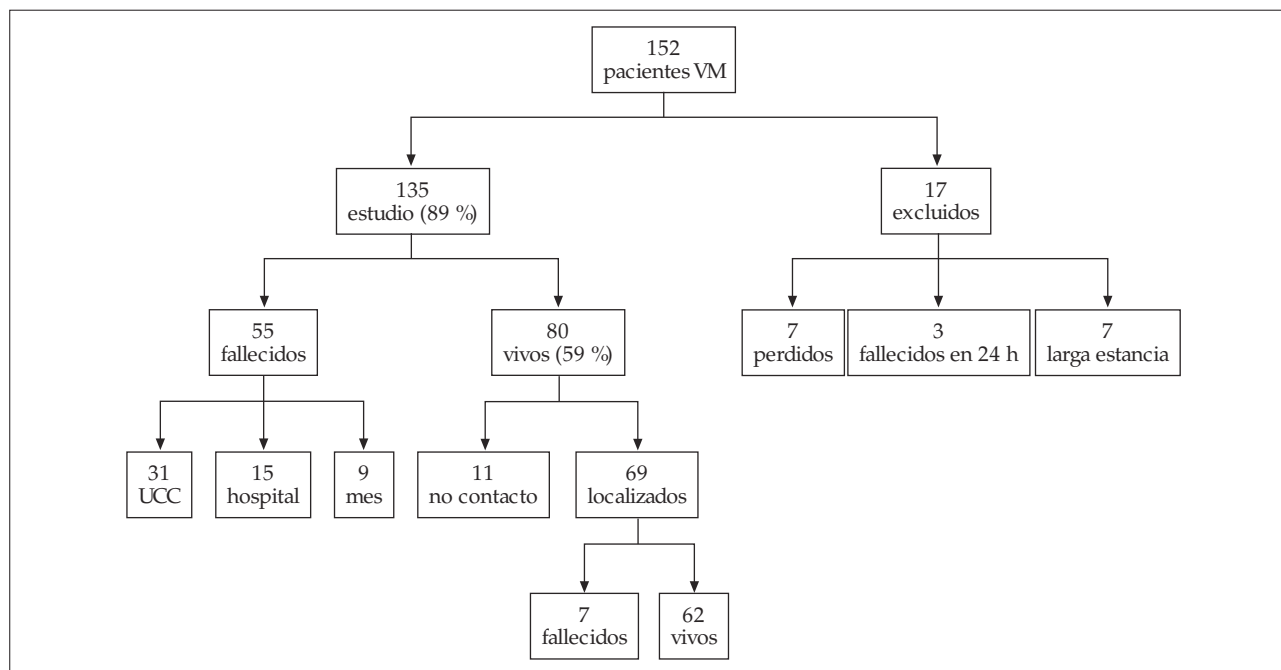 152
pacientes VM
135
estudio (89 %)
17
excluidos
55
fallecidos
80
vivos (59 %)
7
perdidos
3
fallecidos en 24 h
7
larga estancia
31
UCC
15
hospital
9
mes
11
no contacto
69
localizados
7
fallecidos
62
vivos